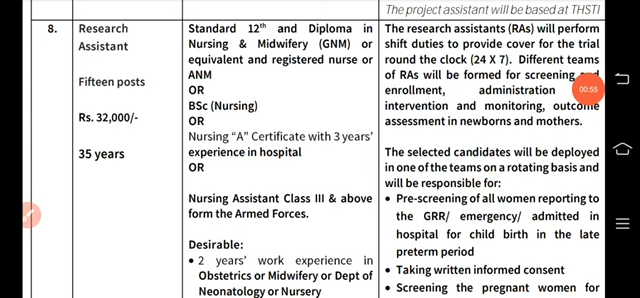 The project assistant will be based at THSTI
8.
Research
Assistant
Fifteen posts
Rs. 32,000/-
35 years
Standard 12th and Diploma in
Nursing & Midwifery (GNM) or
equivalent and registered nurse or
ANM
OR
BSc (Nursing)
OR
Nursing "A" Certificate with 3 years'
experience in hospital
OR
Nursing Assistant Class III & above
form the Armed Forces.
Desirable:
• 2 years' work experience in
Obstetrics or Midwifery or Dept of
Neonatology or Nursery
The research assistants (RAs) will perform
shift duties to provide cover for the trial
round the clock (24 X 7). Different teams
of RAs will be formed for screening and
enrollment, administration
intervention and monitoring, outcome
assessment in newborns and mothers.
The selected candidates will be deployed
in one of the teams on a rotating basis and
will be responsible for:
• Pre-screening of all women reporting to
the GRR/ emergency/ admitted in
hospital for child birth in the late
preterm period
• Taking written informed consent
• Screening the pregnant women for
00:55